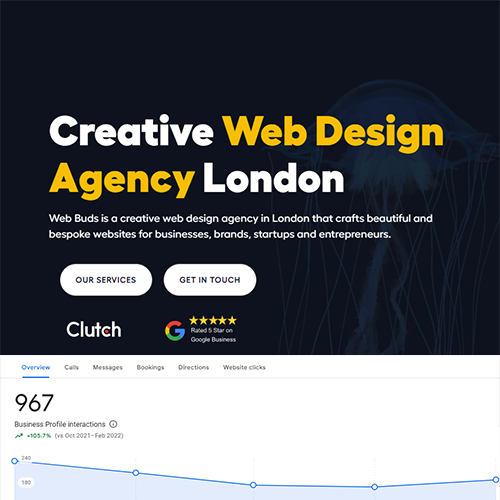 Creative Web Design
Agency London
Web Buds is a creative web design agency in London that crafts beautiful and
bespoke websites for businesses, brands, startups and entrepreneurs.
OUR SERVICES GET IN TOUCH
Clutch
Rated 5 Star on
Google Business
Overview Calls Messages Bookings Directions Website clicks
967
Business Profile interactions
+105.7% (vs Oct 2021–Feb 2022)
240
180